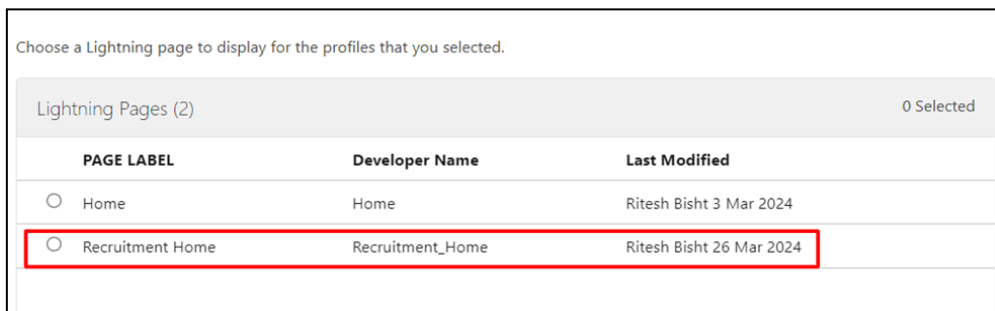 Choose a Lightning page to display for the profiles that you selected.
Lightning Pages (2) 0 Selected
PAGE LABEL Developer Name Last Modified
Home Home Ritesh Bisht 3 Mar 2024
Recruitment Home Recruitment_Home Ritesh Bisht 26 Mar 2024